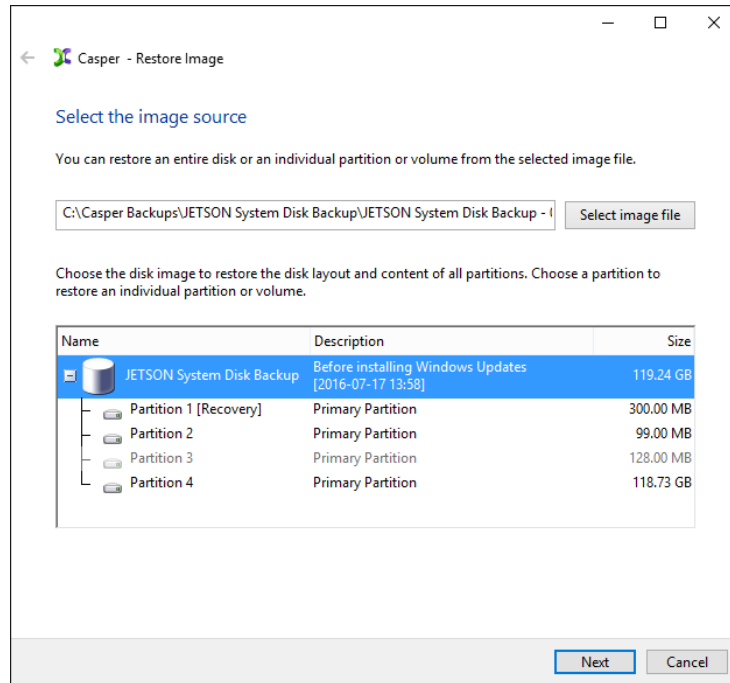 Casper - Restore Image
Select the image source
You can restore an entire disk or an individual partition or volume from the selected image file.
C:\Casper Backups\JETSON System Disk Backup\JETSON System Disk Backup - (
Select image file
Choose the disk image to restore the disk layout and content of all partitions. Choose a partition to
restore an individual partition or volume.
Name Description Size
JETSON System Disk Backup Before installing Windows Updates 119.24 GB
[2016-07-17 13:58]
Partition 1 [Recovery] Primary Partition 300.00 MB
Partition 2 Primary Partition 99.00 MB
Partition 3 Primary Partition 128.00 MB
Partition 4 Primary Partition 118.73 GB
Next Cancel